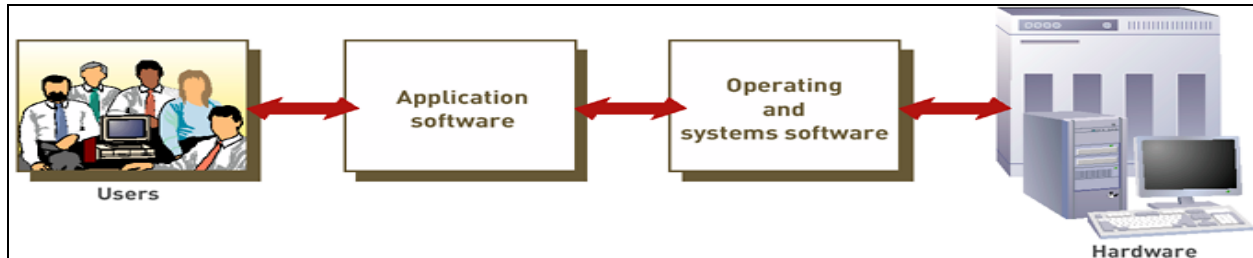 Users
Application
software
Operating
and
systems software
Hardware